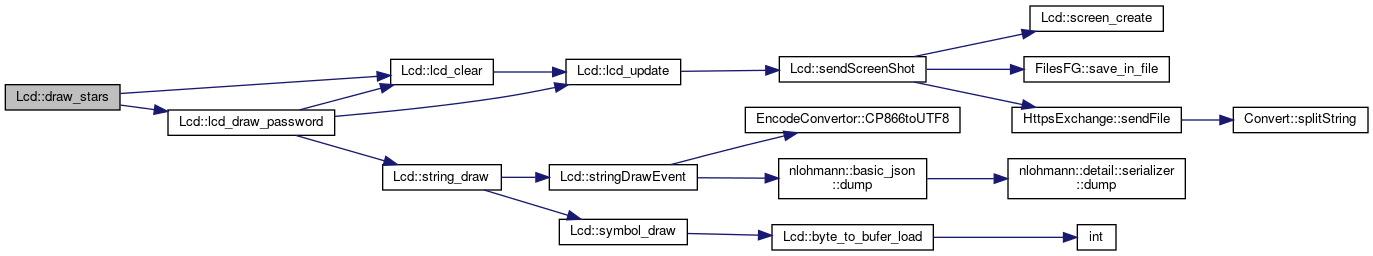 Lcd::draw_stars
Lcd::lcd_clear
Lcd::lcd_draw_password
Lcd::lcd_update
Lcd::string_draw
Lcd::sendScreenShot
Lcd::screen_create
FilesFG::save_in_file
HttpsExchange::sendFile
Convert::splitString
Lcd::stringDrawEvent
EncodeConvertor::CP866toUTF8
nlohmann::basic_json
::dump
nlohmann::detail::serializer
::dump
Lcd::symbol_draw
Lcd::byte_to_bufer_load
int